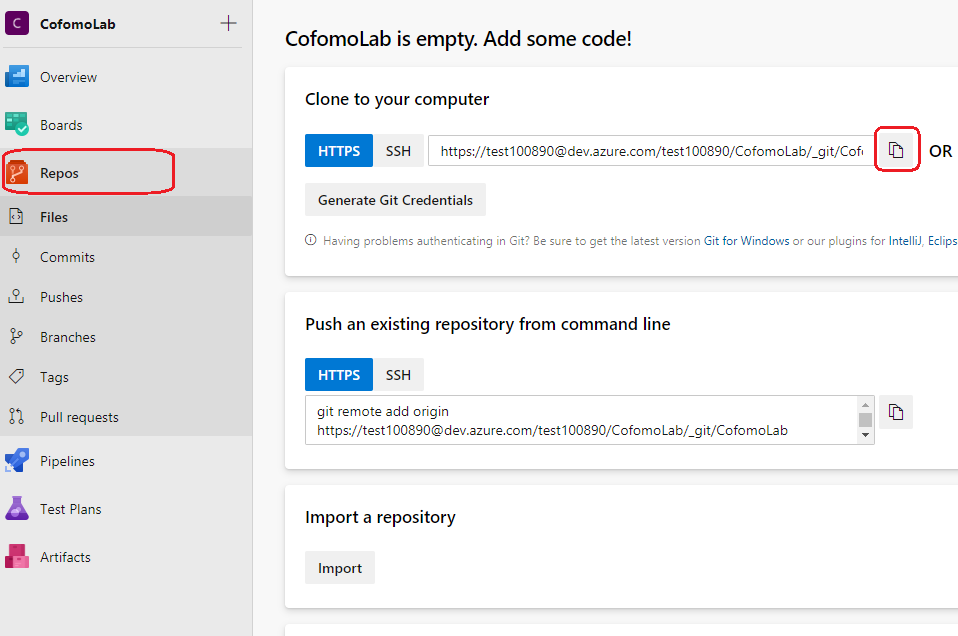 C CofomoLab
Overview
Boards
Repos
Files
Commits
Pushes
Branches
Tags
Pull requests
Pipelines
Test Plans
Artifacts
CofomoLab is empty. Add some code!
Clone to your computer
HTTPS SSH https://test100890@dev.azure.com/test100890/CofomoLab/_git/Cof OR
Generate Git Credentials
Having problems authenticating in Git? Be sure to get the latest version Git for Windows or our plugins for IntelliJ, Eclips
Push an existing repository from command line
HTTPS SSH
git remote add origin
https://test100890@dev.azure.com/test100890/CofomoLab/_git/CofomoLab
Import a repository
Import